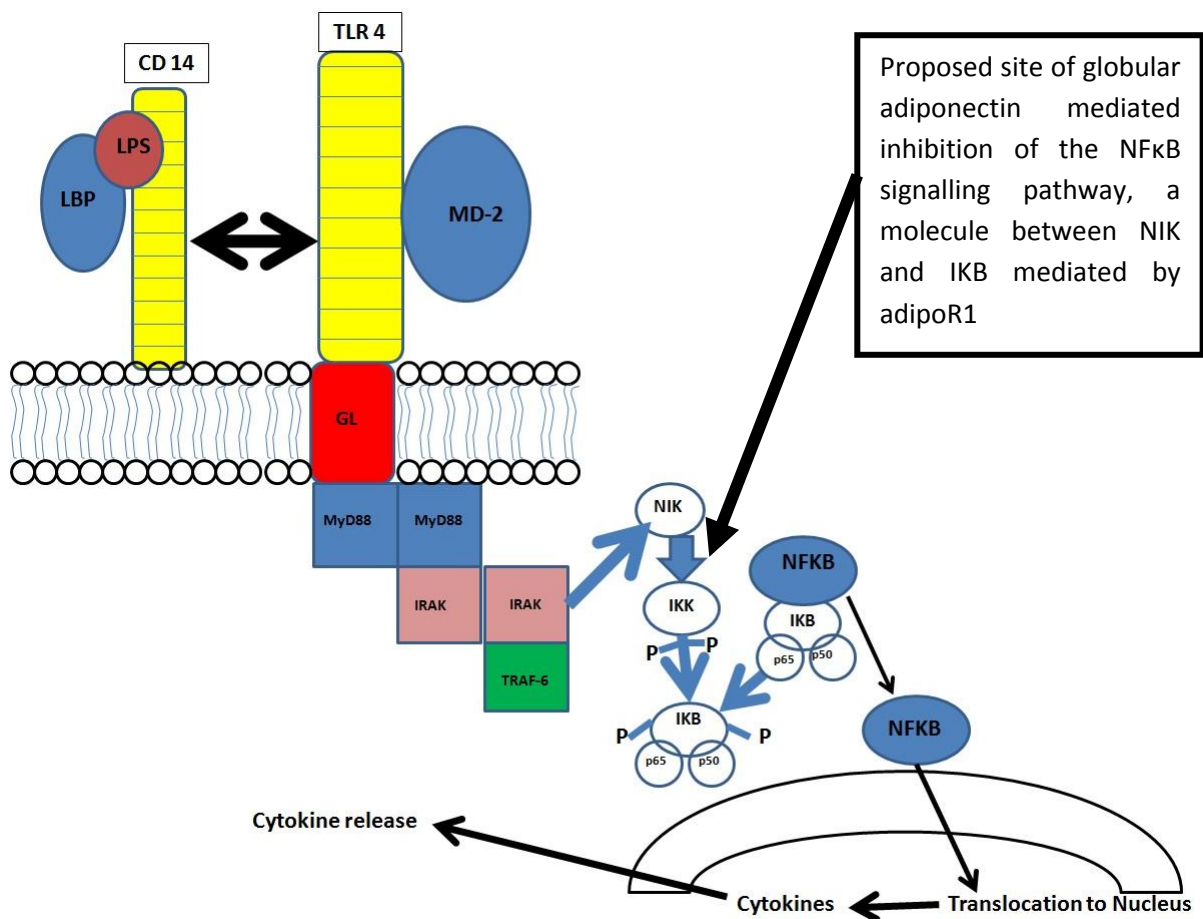 TLR 4
CD 14
LPS
LBP
MD-2
Proposed site of globular
adiponectin mediated
inhibition of the NFκB
signalling pathway, a
molecule between NIK
and IKB mediated by
adipoR1
GL
MyD88 MyD88
NIK
IRAK IRAK
IKK
NFKB
IKB
p65 p50
P P
TRAF-6
IKB
P P
p65 p50
NFKB
Cytokine release
Cytokines
Translocation to Nucleus